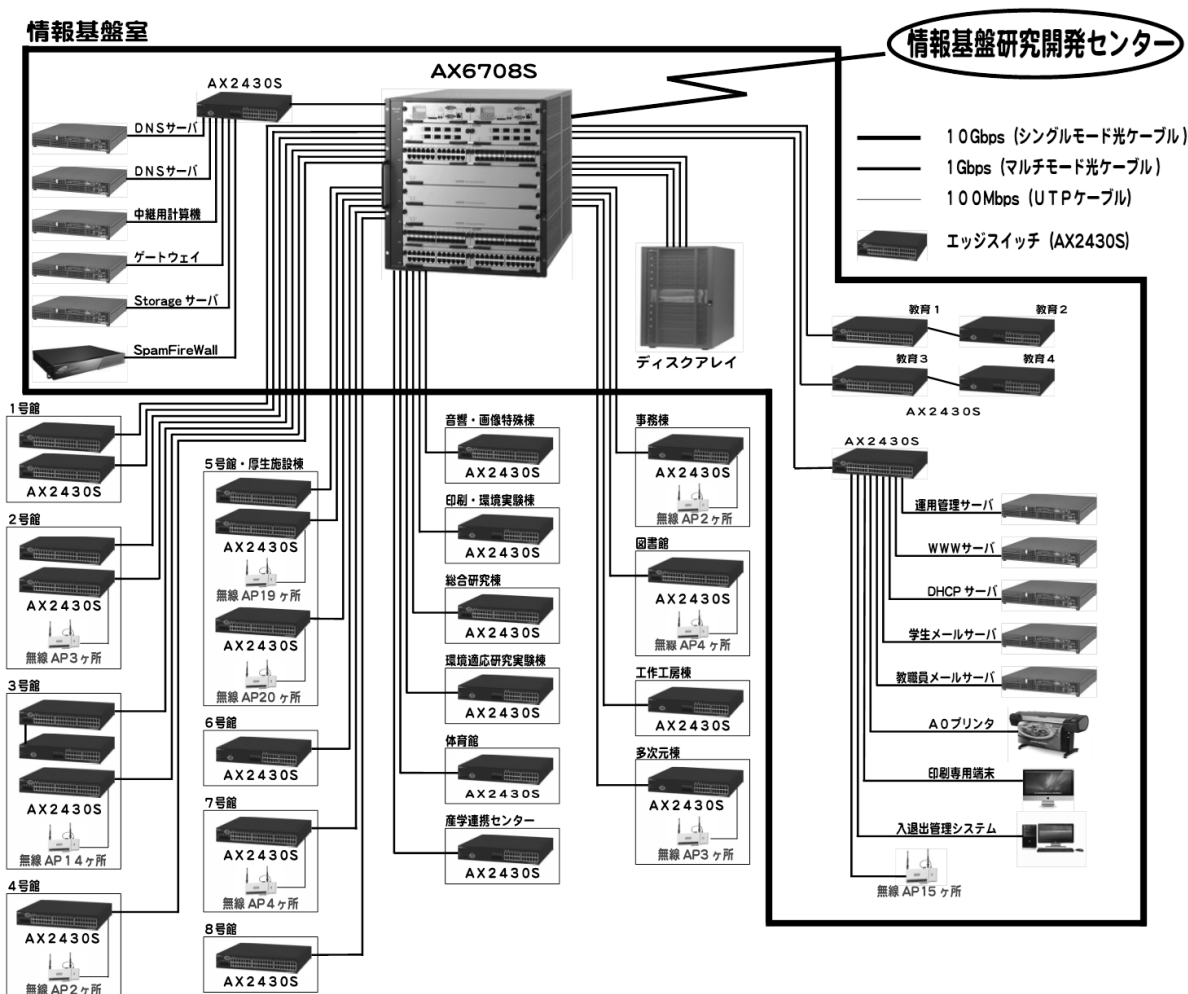 情報基盤室
情報基盤研究開発センター
AX2430S
AX6708S
DNSサーバ
DNSサーバ
中継用計算機
ゲートウェイ
Storage サーバ
SpamFireWall
ディスクアレイ
10Gbps (シングルモード光ケーブル)
1Gbps (マルチモード光ケーブル)
100Mbps (UTPケーブル)
エッジスイッチ (AX2430S)
教育1
教育2
教育3
教育4
AX2430S
1号館
AX2430S
2号館
AX2430S
無線 AP3ヶ所
3号館
AX2430S
無線 AP14ヶ所
4号館
AX2430S
無線 AP2ヶ所
5号館・厚生施設棟
AX2430S
無線 AP19ヶ所
AX2430S
無線 AP20ヶ所
6号館
AX2430S
7号館
AX2430S
無線 AP4ヶ所
8号館
AX2430S
音響・画像特殊棟
AX2430S
印刷・環境実験棟
AX2430S
総合研究棟
AX2430S
環境適応研究実験棟
AX2430S
体育館
AX2430S
産学連携センター
AX2430S
事務棟
AX2430S
無線 AP2ヶ所
図書館
AX2430S
無線 AP4ヶ所
工作工房棟
AX2430S
多次元棟
AX2430S
無線 AP3ヶ所
AX2430S
運用管理サーバ
WWWサーバ
DHCP サーバ
学生メールサーバ
教職員メールサーバ
A0プリンタ
印刷専用端末
入退出管理システム
無線 AP15ヶ所